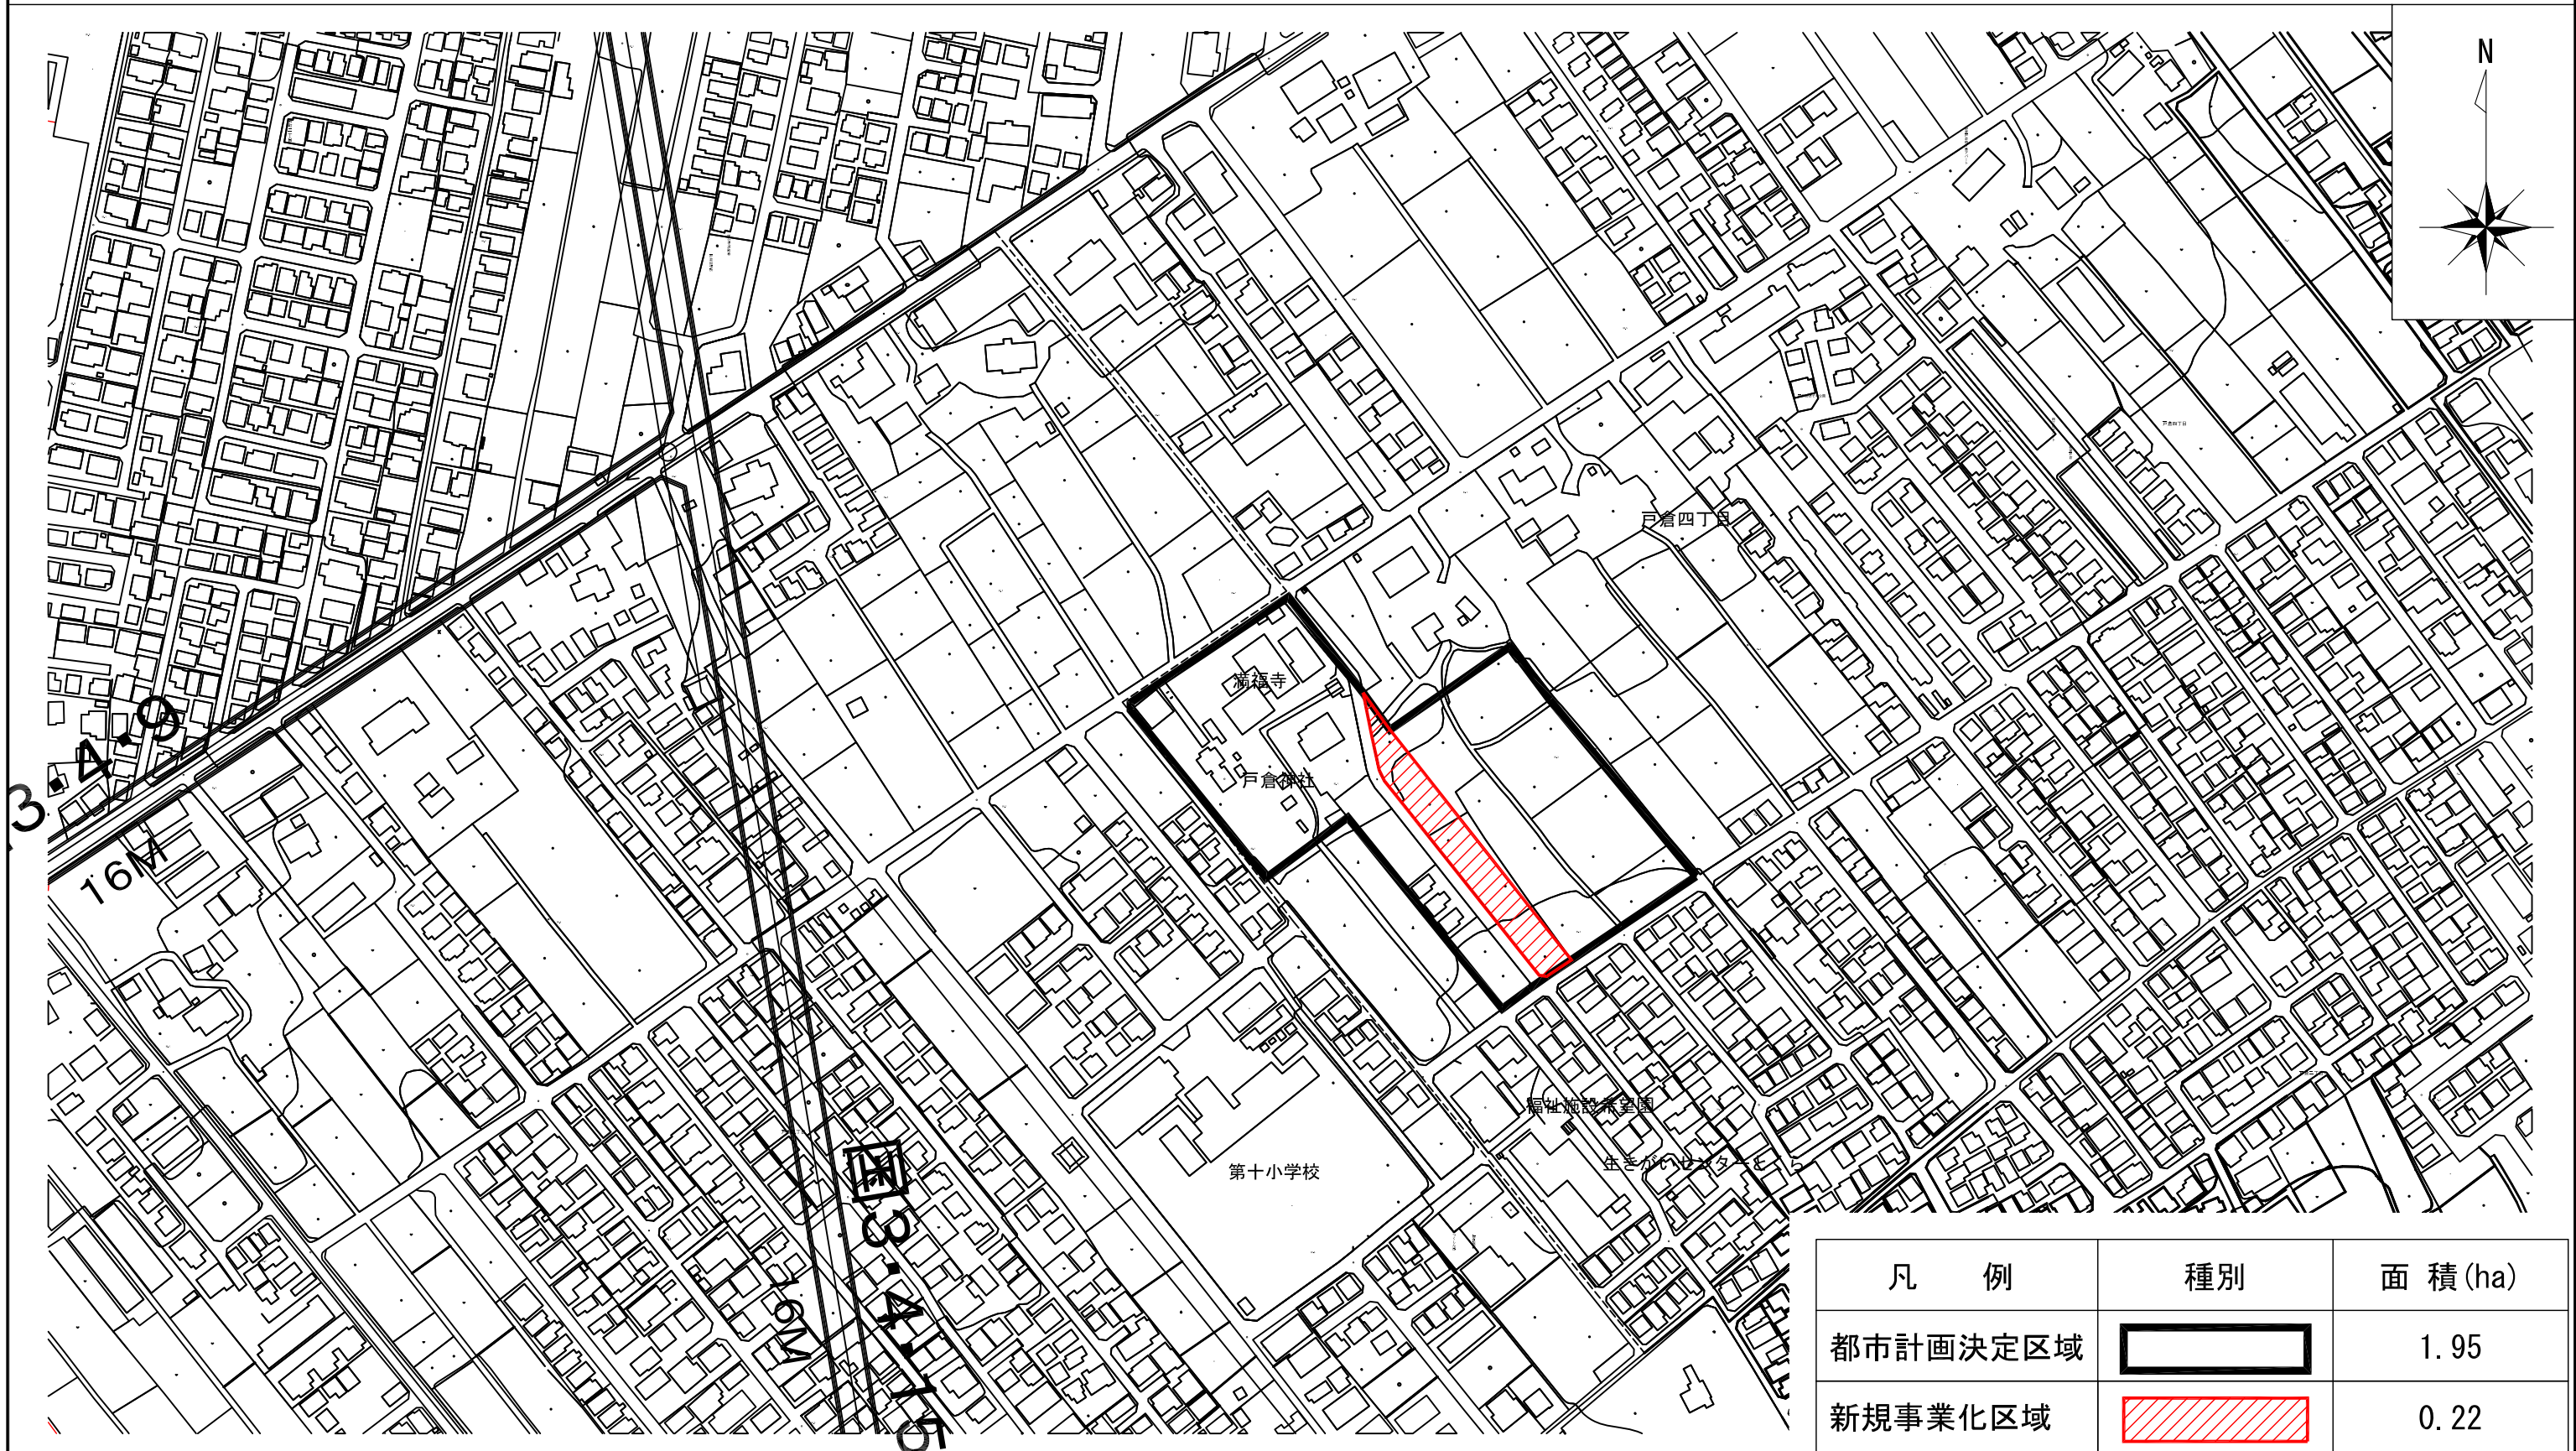 N
戸倉四丁目
満福寺
戸倉神社
3・4・9
16M
福祉施設希望園
生きがいセンターとくら
第十小学校
国3・4・15
16M
凡 例 種別 面 積(ha)
都市計画決定区域 1.95
新規事業化区域 0.22